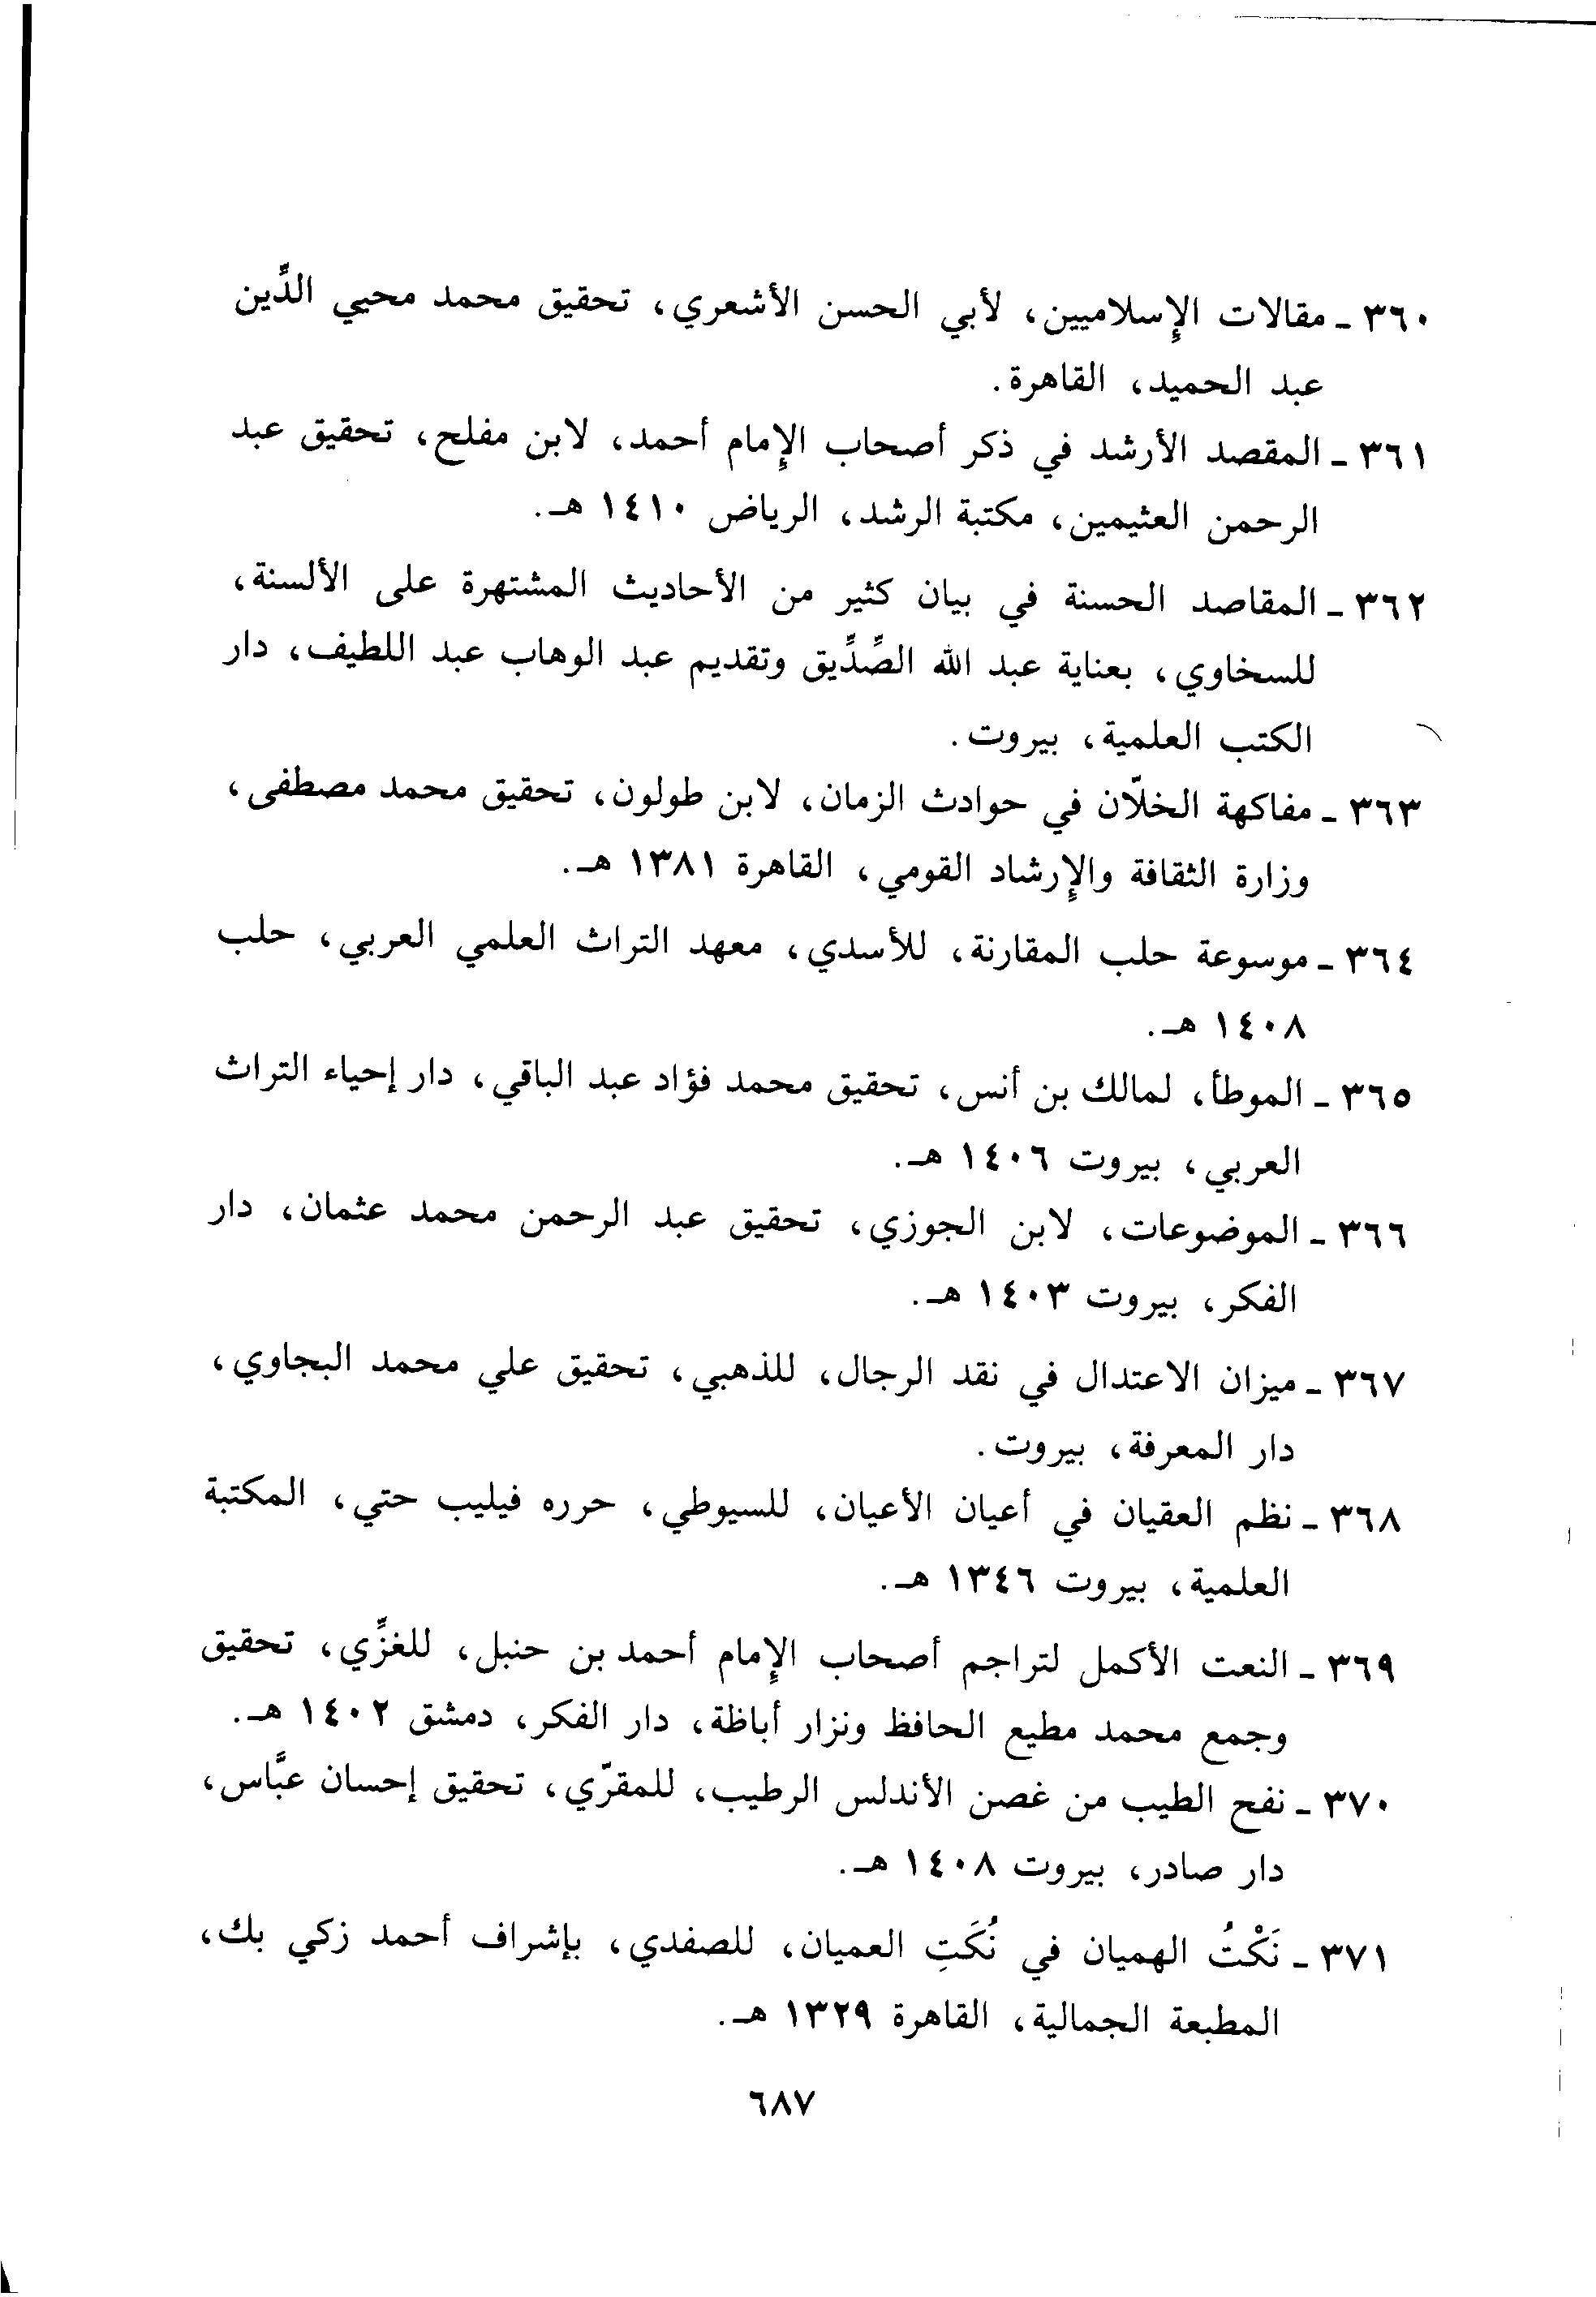 ٣٦٠ ـ مقالات الإِسلاميين، لأبي الحسن الأشعري، تحقيق محمد محيي الدِّين
عبد الحميد، القاهرة.
٣٦١ ـ المقصد الأرشد في ذكر أصحاب الإِمام أحمد، لابن مفلح، تحقيق عبد
الرحمن العثيمين، مكتبة الرشد، الرياض ١٤١٠ هـ.
٣٦٢ ـ المقاصد الحسنة في بيان كثير من الأحاديث المشتهرة على الألسنة،
للسخاوي، بعناية عبد الله الصِّدِّيق وتقديم عبد الوهاب عبد اللطيف، دار
الكتب العلمية، بيروت.
٣٦٣ ـ مفاكهة الخلّان في حوادث الزمان، لابن طولون، تحقيق محمد مصطفى،
وزارة الثقافة والإِرشاد القومي، القاهرة ١٣٨١ هـ.
٣٦٤ ـ موسوعة حلب المقارنة، للأسدي، معهد التراث العلمي العربي، حلب
١٤٠٨ هـ.
٣٦٥ ـ الموطأ، لمالك بن أنس، تحقيق محمد فؤاد عبد الباقي، دار إحياء التراث
العربي، بيروت ١٤٠٦ هـ.
٣٦٦ ـ الموضوعات، لابن الجوزي، تحقيق عبد الرحمن محمد عثمان، دار
الفكر، بيروت ١٤٠٣ هـ.
٣٦٧ ـ ميزان الاعتدال في نقد الرجال، للذهبي، تحقيق علي محمد البجاوي،
دار المعرفة، بيروت.
٣٦٨ ـ نظم العقيان في أعيان الأعيان، للسيوطي، حرره فيليب حتي، المكتبة
العلمية، بيروت ١٣٤٦ هـ.
٣٦٩ ـ النعت الأكمل لتراجم أصحاب الإِمام أحمد بن حنبل، للغزِّي، تحقيق
وجمع محمد مطيع الحافظ ونزار أباظة، دار الفكر، دمشق ١٤٠٢ هـ.
٣٧٠ ـ نفح الطيب من غصن الأندلس الرطيب، للمقرّي، تحقيق إحسان عبَّاس،
دار صادر، بيروت ١٤٠٨ هـ.
٣٧١ ـ نَكْتُ الهميان في نُكَتِ العميان، للصفدي، بإشراف أحمد زكي بك،
المطبعة الجمالية، القاهرة ١٣٢٩ هـ.
٦٨٧